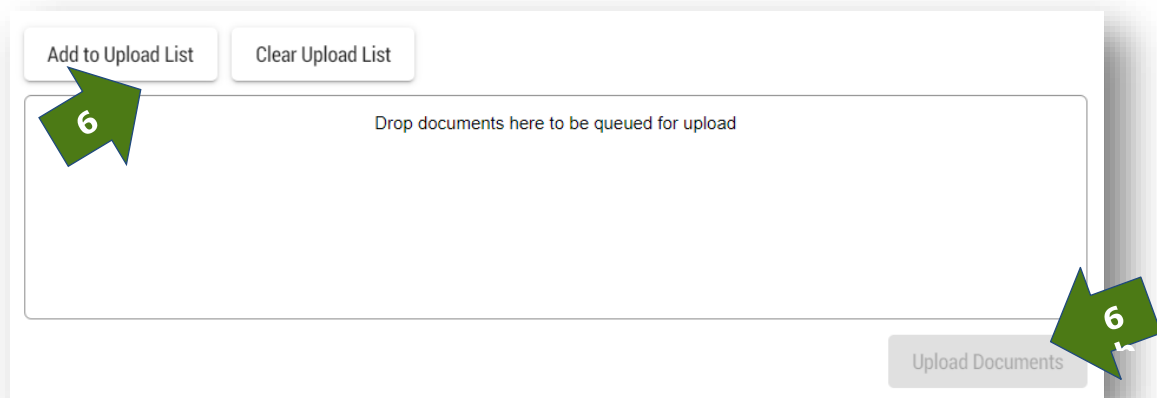 Add to Upload List Clear Upload List
6
Drop documents here to be queued for upload
6
Upload Documents